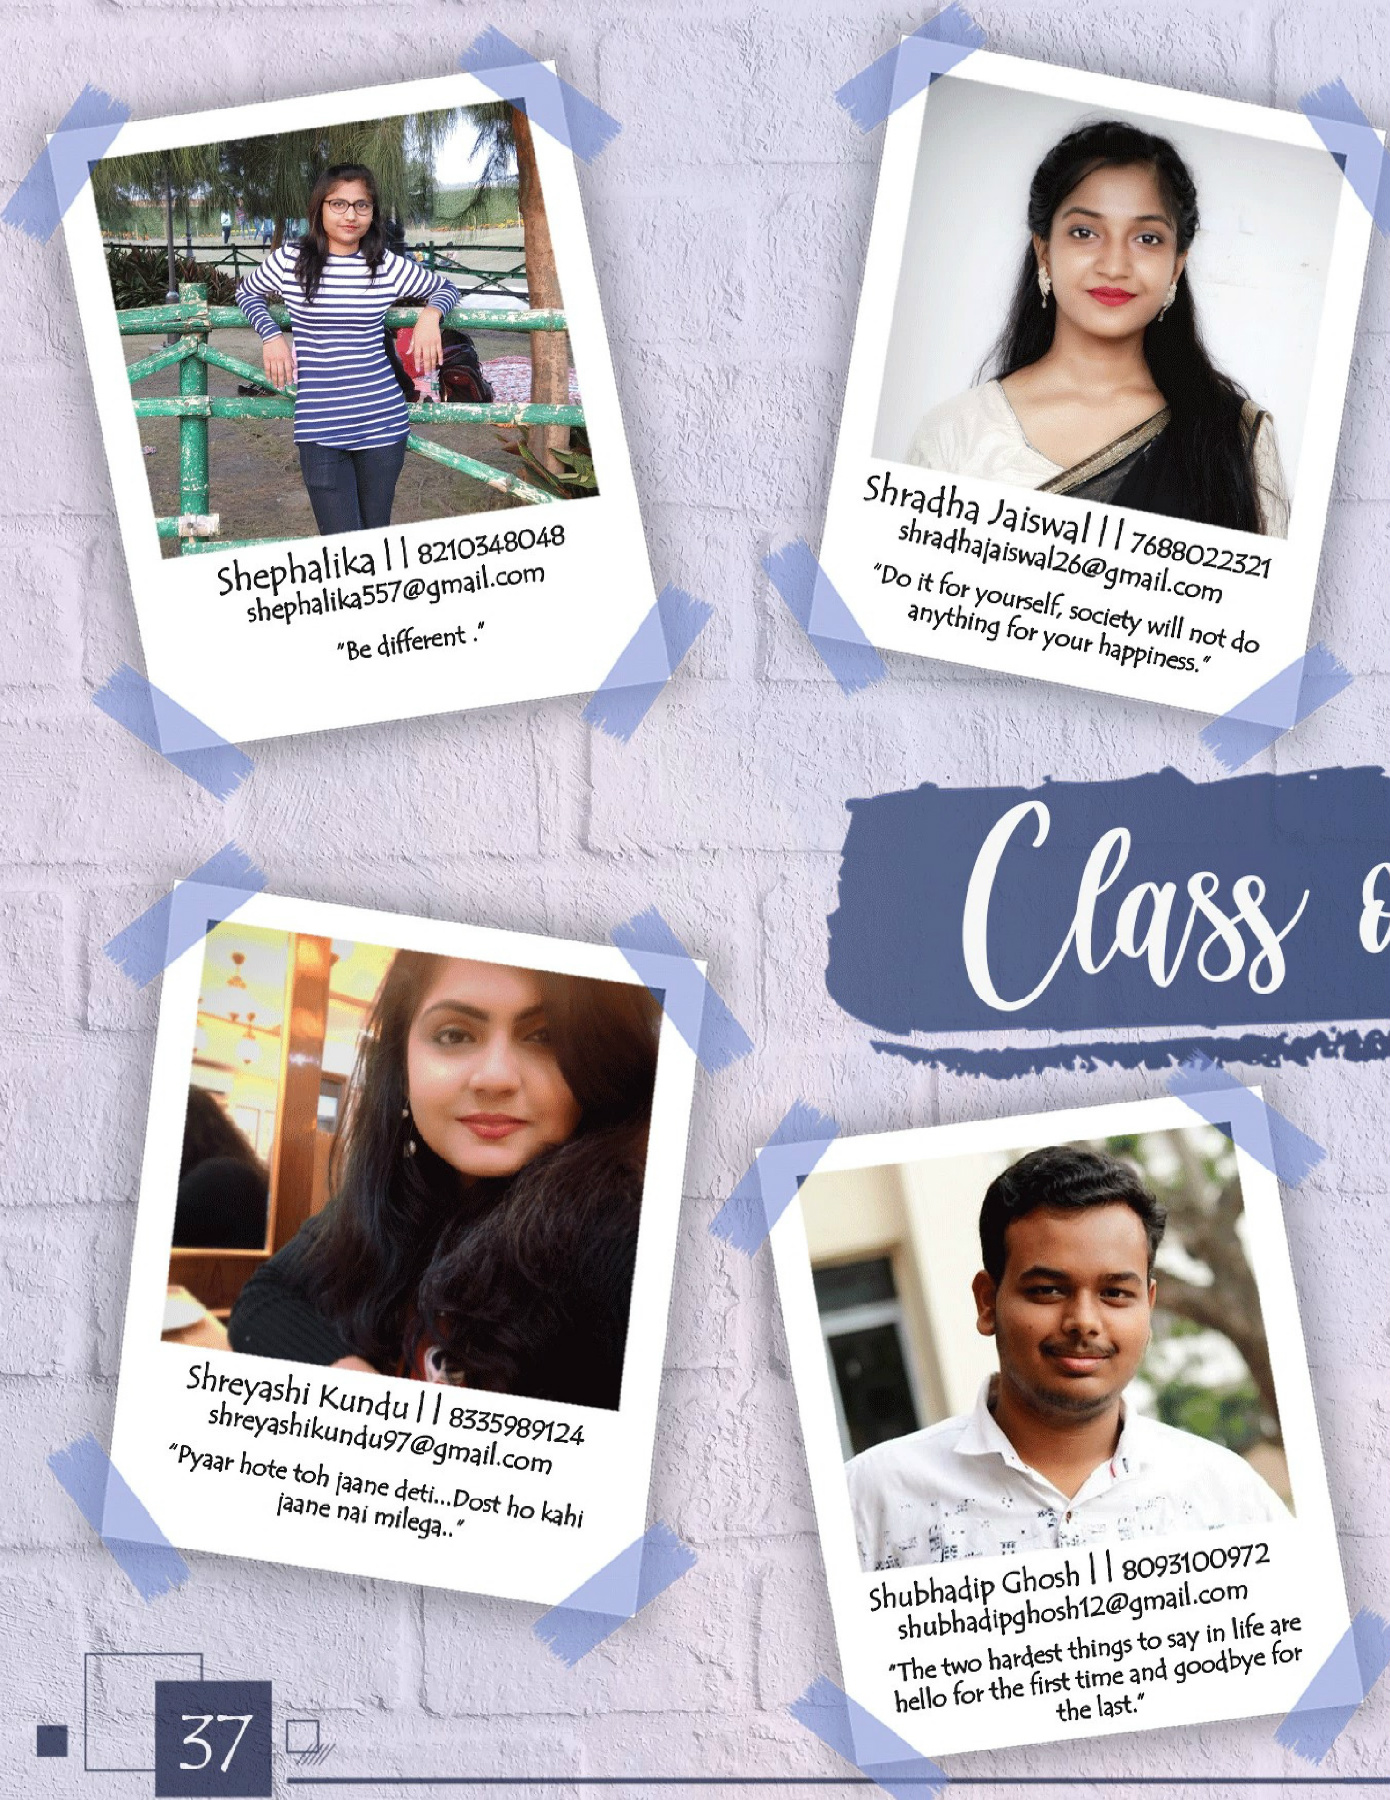 Shephalika || 8210348048
shephalika557@gmail.com
"Be different ."
Shradha Jaiswal || 7688022321
shradhajaiswal26@gmail.com
"Do it for yourself, society will not do
anything for your happiness."
Class
Shreyashi Kundu || 8335989124
shreyashikundu97@gmail.com
"Pyaar hote toh jaane deti...Dost ho kahi
jaane nai milega.."
Shubhadip Ghosh || 8093100972
shubhadipghosh12@gmail.com
"The two hardest things to say in life are
hello for the first time and goodbye for
the last."
37